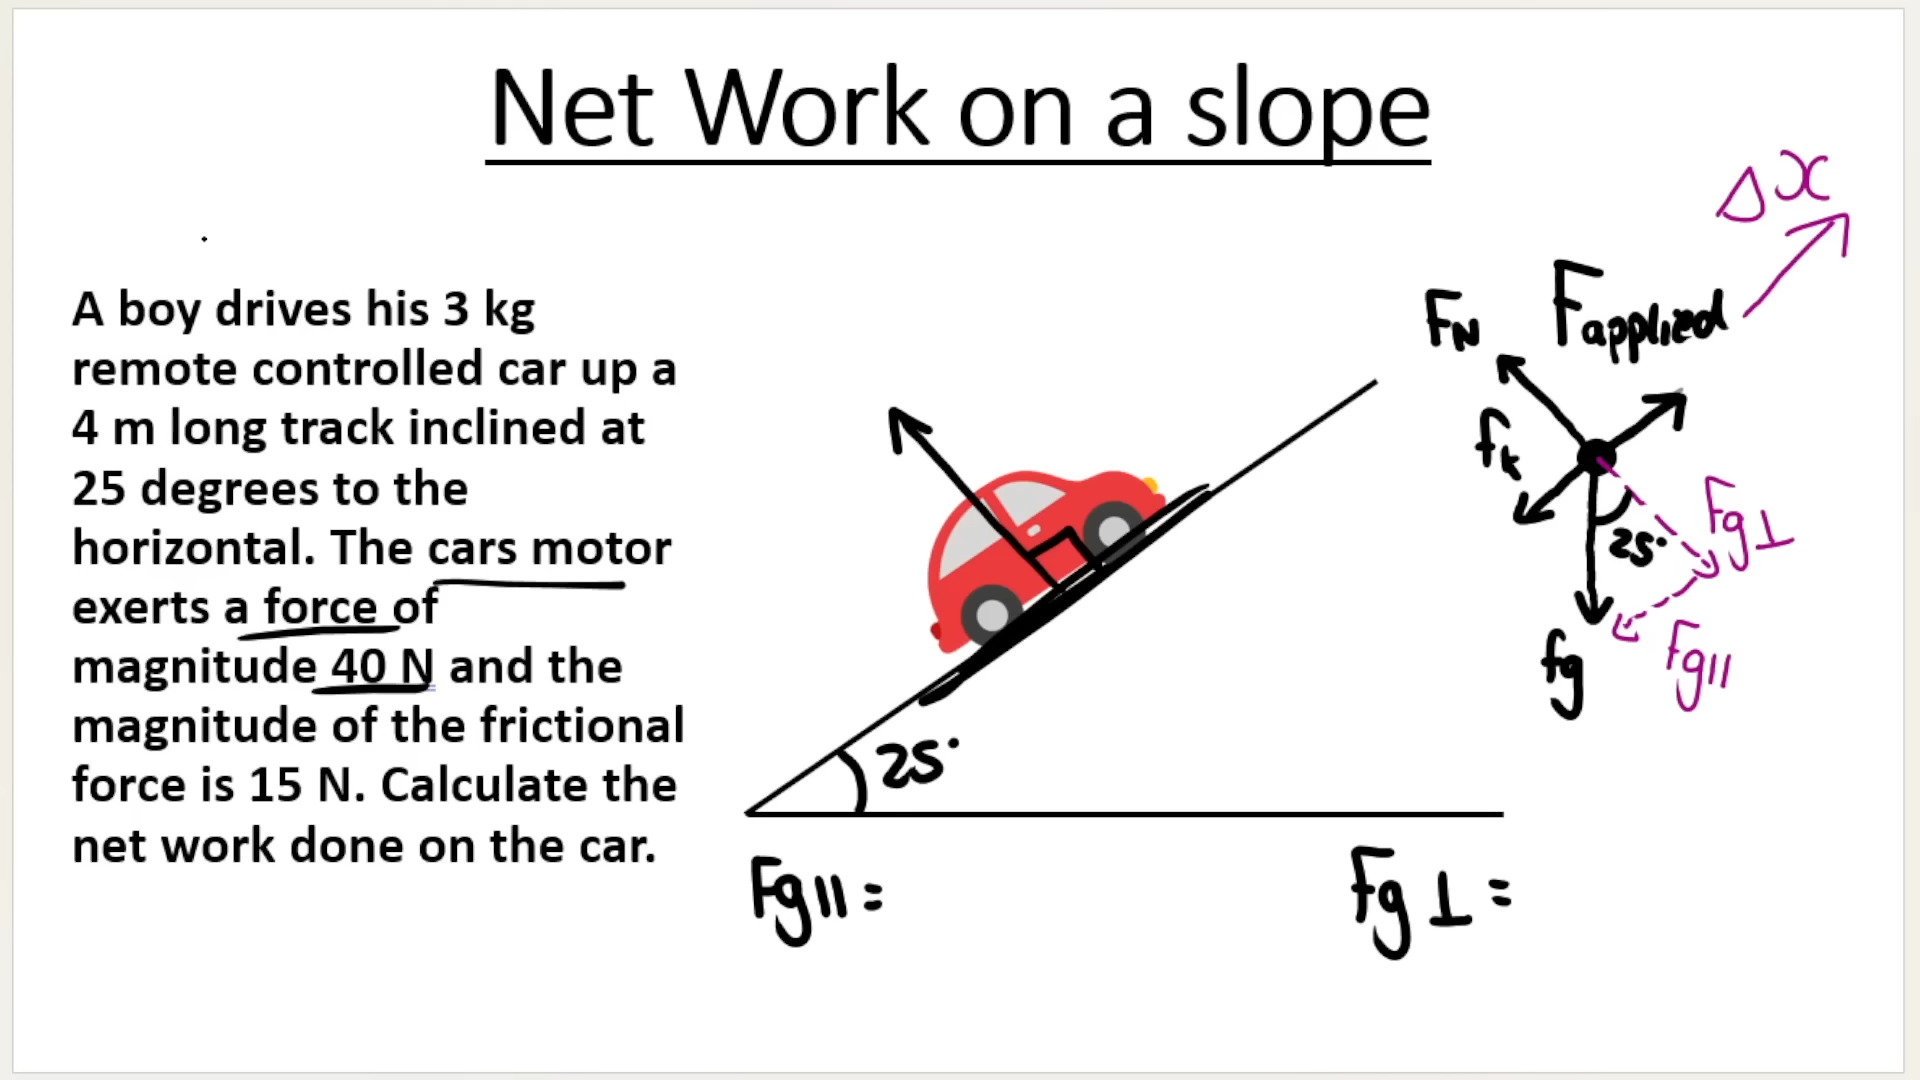 Net Work on a slope
A boy drives his 3 kg
remote controlled car up a
4 m long track inclined at
25 degrees to the
horizontal. The cars motor
exerts a force of
magnitude 40 N and the
magnitude of the frictional
force is 15 N. Calculate the
net work done on the car.
25°
Fg∥ =
Fg⊥ =
Δx
FN
Fapplied
fk
Fg⊥
25°
fg
Fg∥